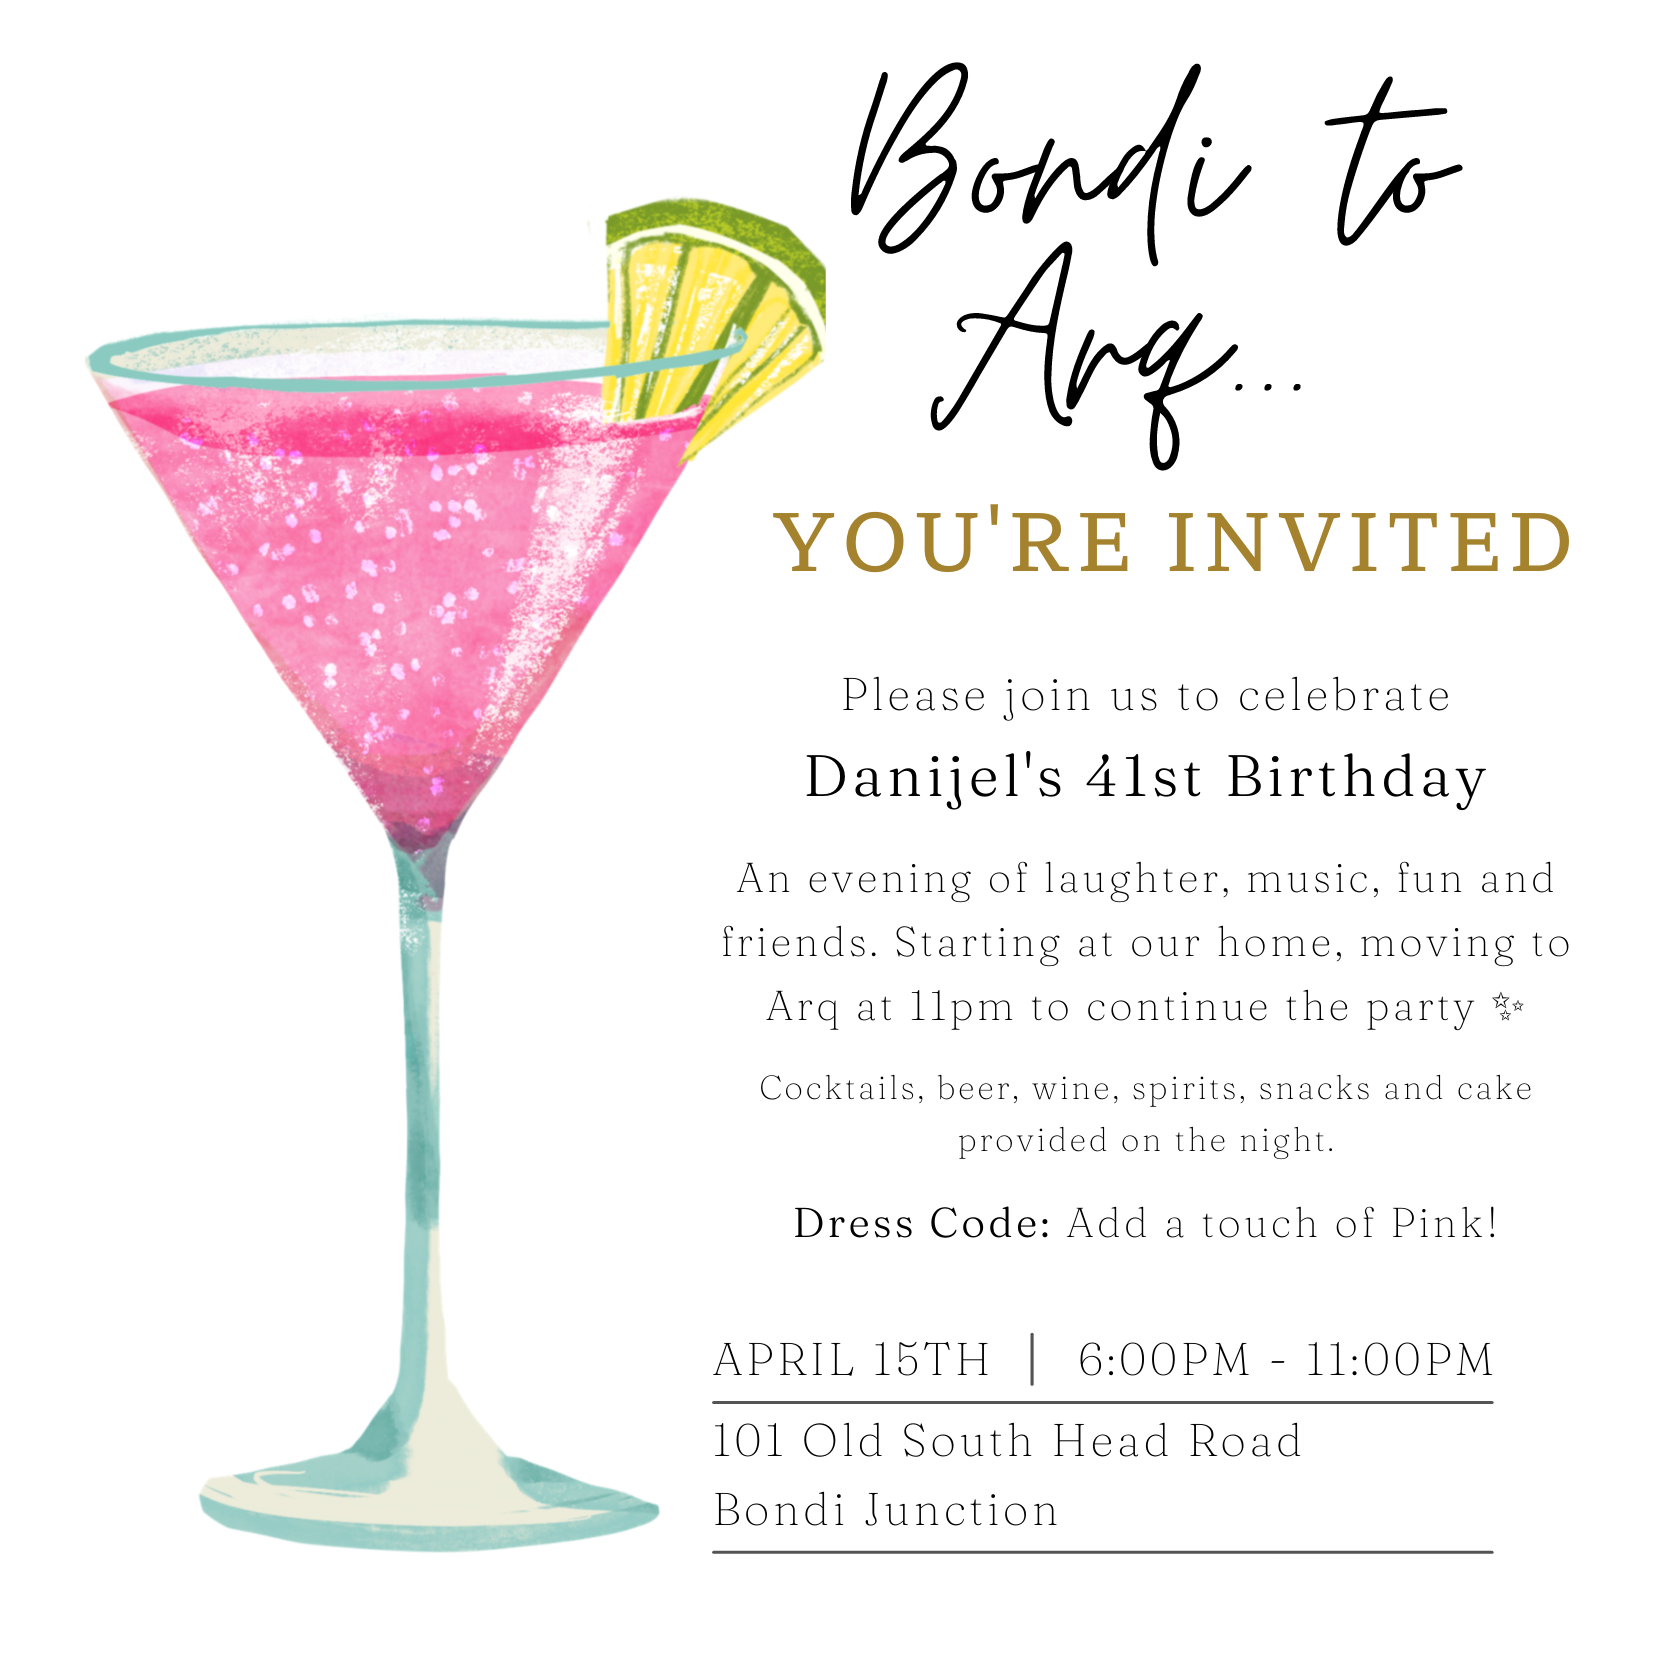 Bondi to
Arq...
YOU'RE INVITED
Please join us to celebrate
Danijel's 41st Birthday
An evening of laughter, music, fun and
friends. Starting at our home, moving to
Arq at 11pm to continue the party ✨
Cocktails, beer, wine, spirits, snacks and cake
provided on the night.
Dress Code: Add a touch of Pink!
APRIL 15TH | 6:00PM - 11:00PM
101 Old South Head Road
Bondi Junction